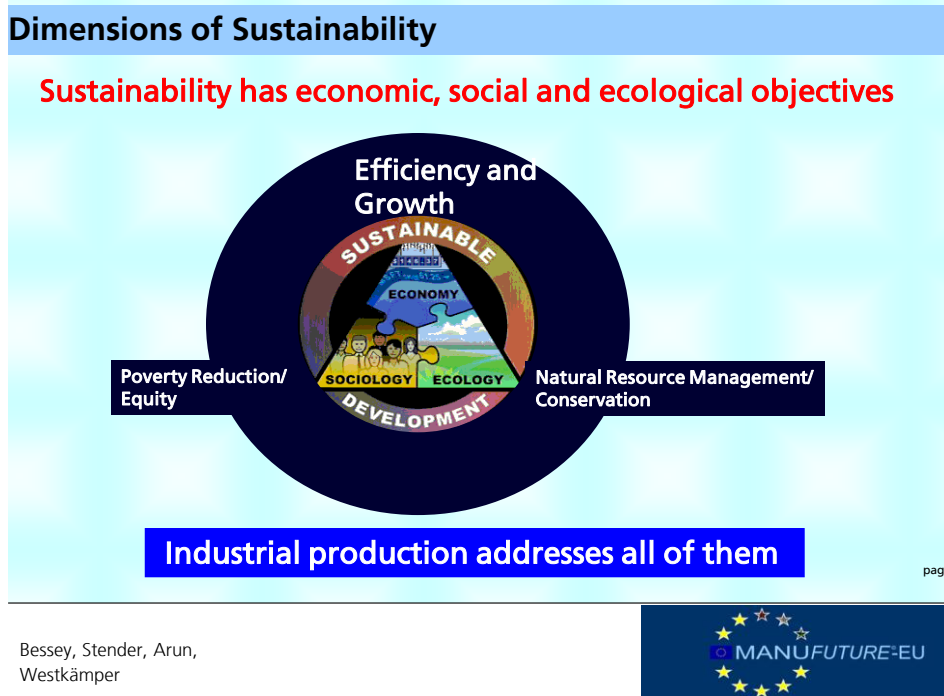 Dimensions of Sustainability
Sustainability has economic, social and ecological objectives
Efficiency and
Growth
SUSTAINABLE
ECONOMY
SOCIOLOGY ECOLOGY
DEVELOPMENT
Poverty Reduction/
Equity
Natural Resource Management/
Conservation
Industrial production addresses all of them
pag
Bessey, Stender, Arun,
Westkämper
MANUFUTURE-EU